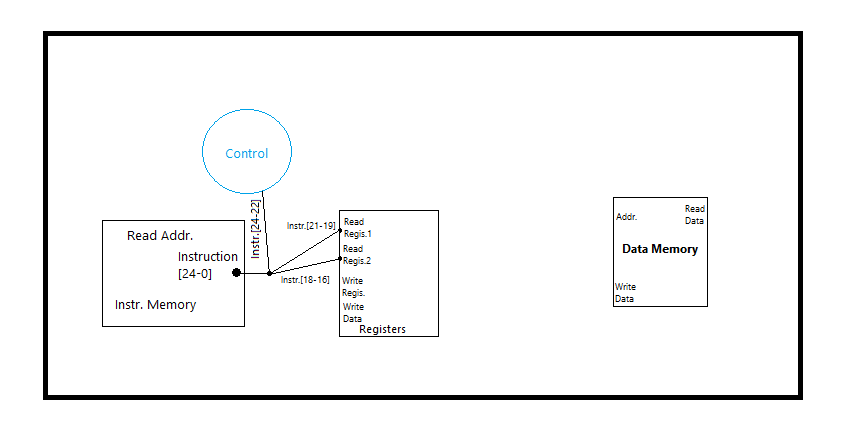 Control
Instr.[24-22]
Read Addr.
Instruction
[24-0]
Instr. Memory
Instr.[21-19]
Instr.[18-16]
Read
Regis.1
Read
Regis.2
Write
Regis.
Write
Data
Registers
Addr.
Read
Data
Data Memory
Write
Data